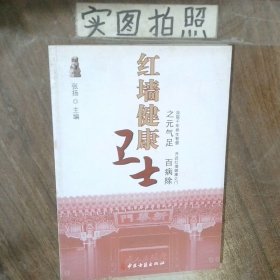 实图拍照
张杨◎主编
红墙健康卫士
之元气足 百病除
中医古籍出版社